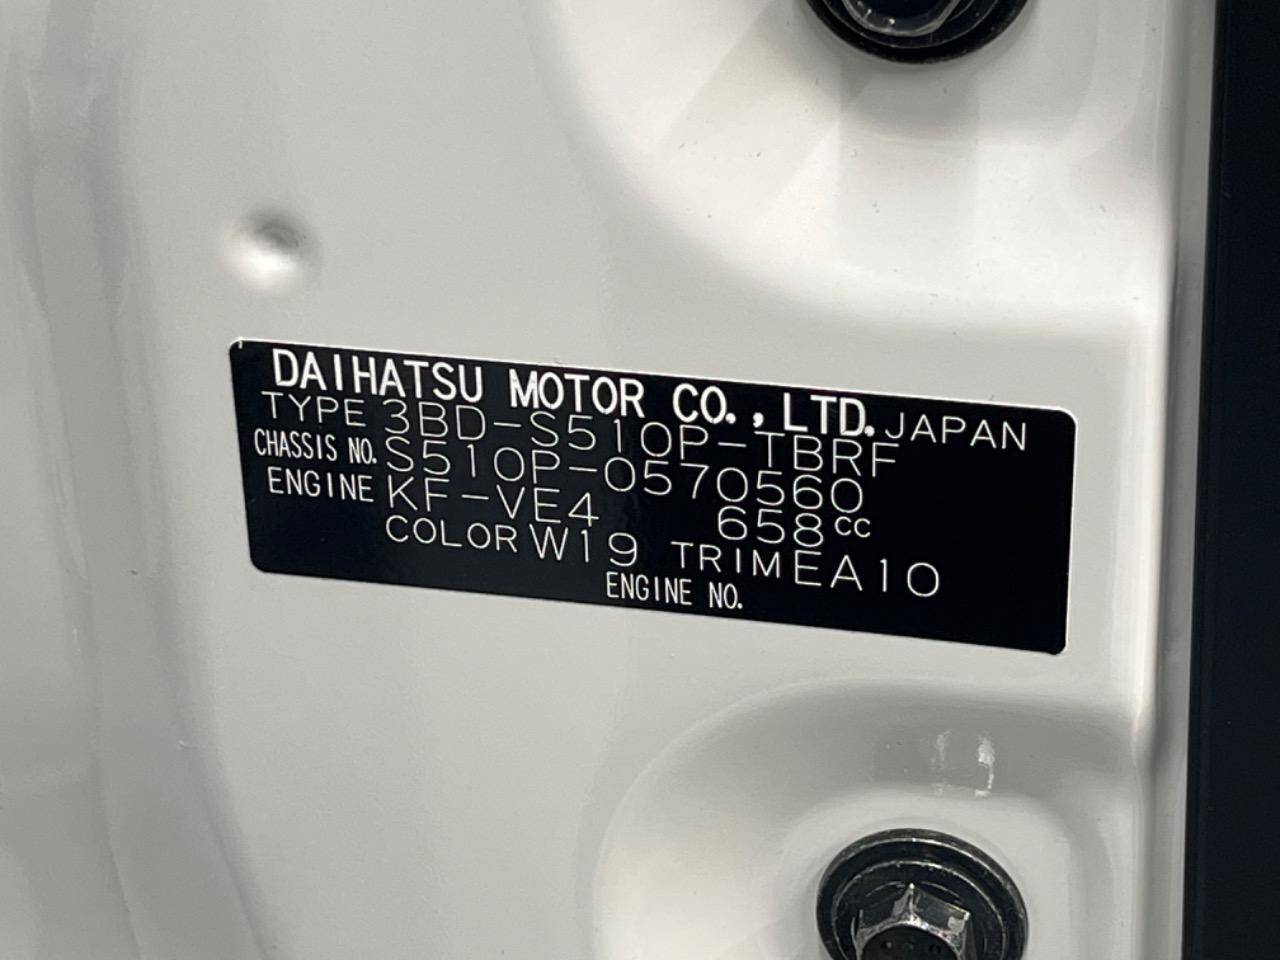 DAIHATSU MOTOR CO., LTD. JAPAN
TYPE 3BD-S510P-TBRF
CHASSIS NO. S510P-0570560
ENGINE KF-VE4 658cc
COLOR W19 TRIM EA10
ENGINE NO.